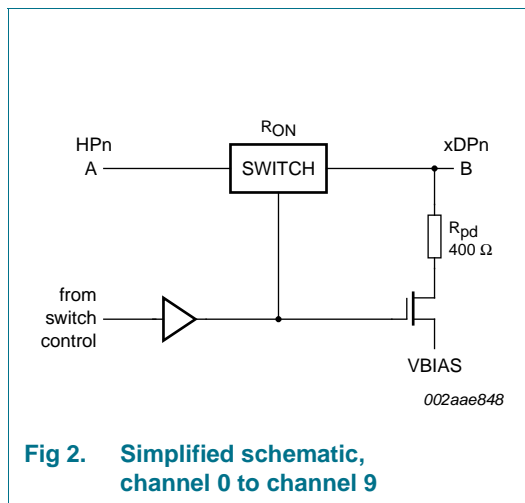 RON
HPn
xDPn
A
SWITCH
B
Rpd
400 Ω
from
switch
control
VBIAS
002aae848
Fig 2. Simplified schematic,
channel 0 to channel 9